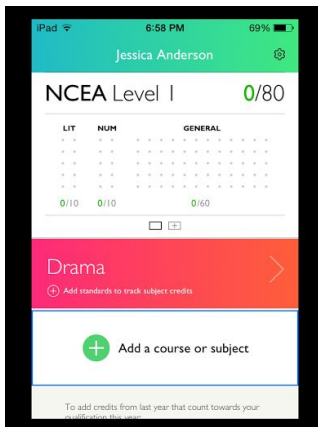 iPad 6:58 PM 69%
Jessica Anderson
NCEA Level 1 0/80
LIT NUM GENERAL
0/10 0/10 0/60
Drama
Add standards to track subject credits
Add a course or subject
To add credits from last year that count towards your
qualification this year: